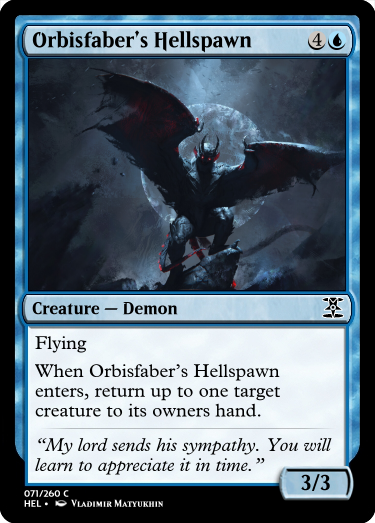 Orbisfaber's Hellspawn 4
Creature — Demon
Flying
When Orbisfaber's Hellspawn
enters, return up to one target
creature to its owners hand.
“My lord sends his sympathy. You will
learn to appreciate it in time.”
3/3
071/260 C
HEL • Vladimir Matyukhin